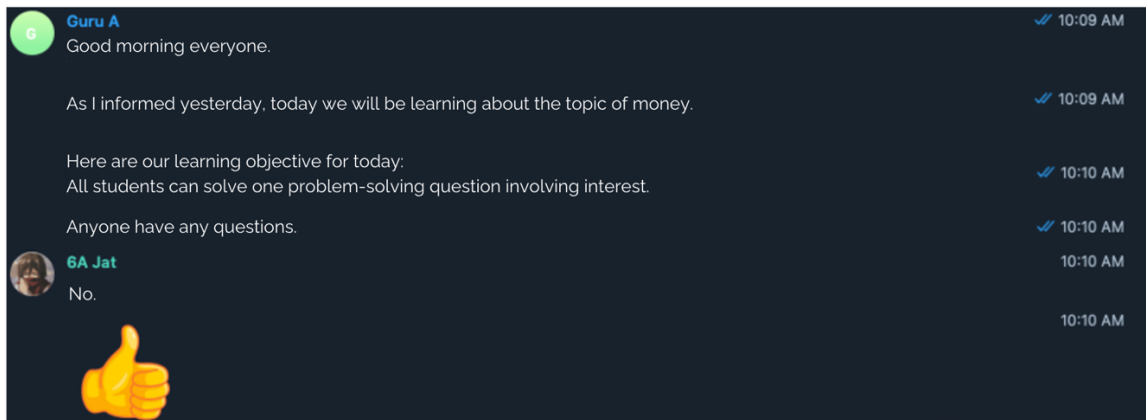 G
Guru A 10:09 AM
Good morning everyone.
As I informed yesterday, today we will be learning about the topic of money. 10:09 AM
Here are our learning objective for today:
All students can solve one problem-solving question involving interest. 10:10 AM
Anyone have any questions. 10:10 AM
6A Jat 10:10 AM
No.
10:10 AM